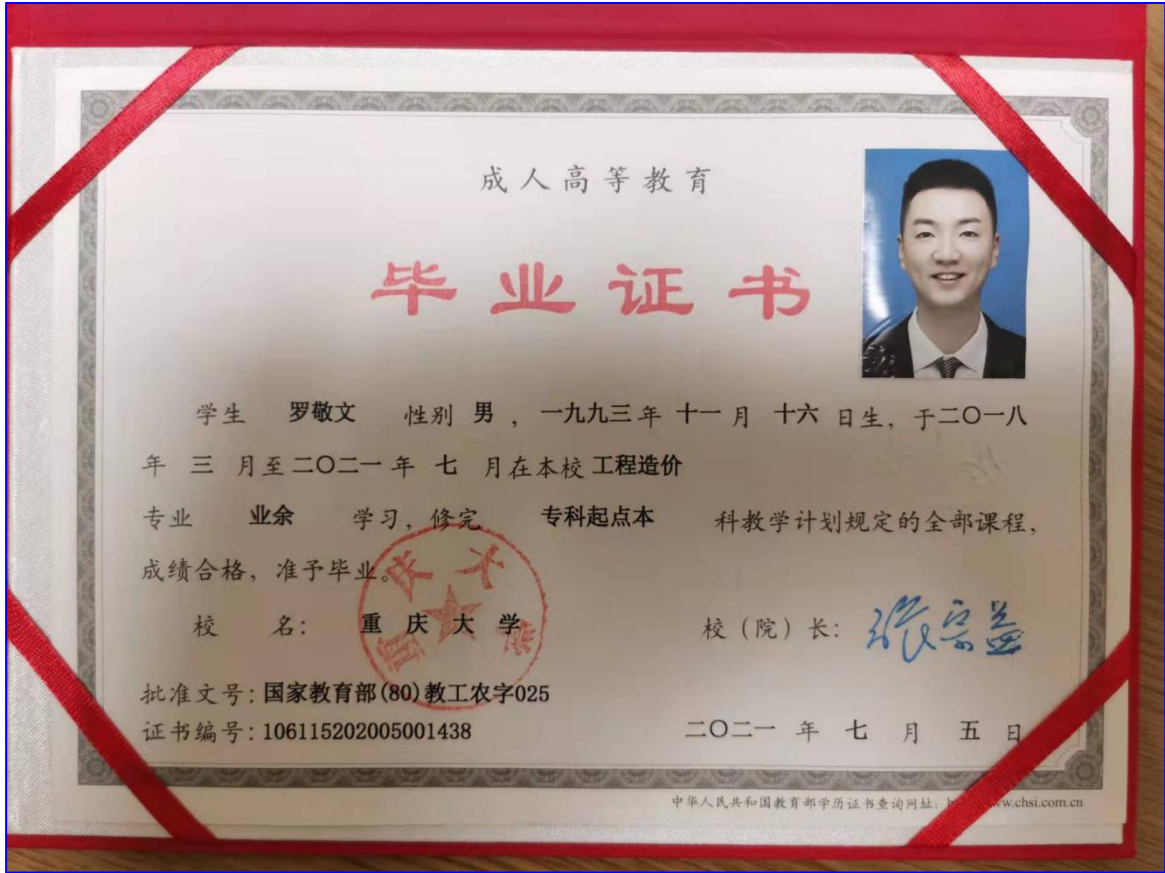 成人高等教育
毕业证书
学生 罗敬文 性别 男 ， 一九九三 年 十一 月 十六 日生，于二〇一八
年 三 月至 二〇二一 年 七 月在本校 工程造价
专业 业余 学习，修完 专科起点本 科教学计划规定的全部课程，
成绩合格，准予毕业。
校 名： 重庆大学 校（院）长： 张宗益
批准文号：国家教育部(80)教工农字025
证书编号：106115202005001438 二〇二一 年 七 月 五 日
中华人民共和国教育部学历证书查询网址： ww.chsi.com.cn